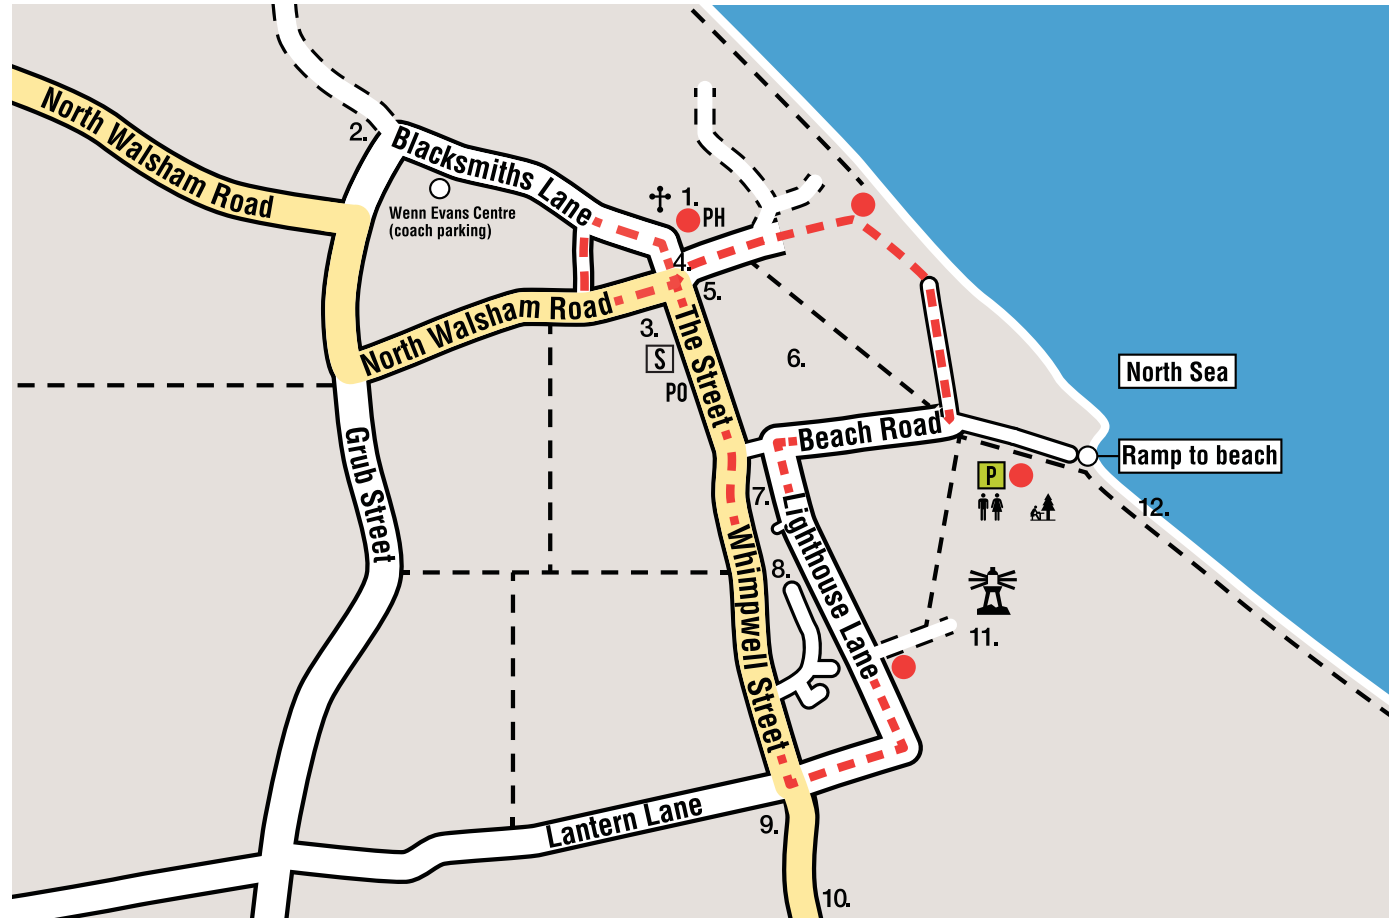 North Walsham Road
2.
Blacksmiths Lane
Wenn Evans Centre
(coach parking)
1.
PH
4.
5.
North Walsham Road
3.
S
PO
The Street
6.
North Sea
Beach Road
Ramp to beach
Grub Street
P
7.
12.
Lighthouse Lane
Whimpwell Street
8.
11.
Lantern Lane
9.
10.